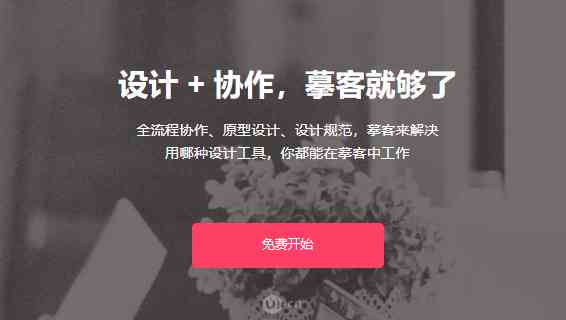 设计 + 协作，摹客就够了
全流程协作、原型设计、设计规范，摹客来解决
用哪种设计工具，你都能在摹客中工作
免费开始